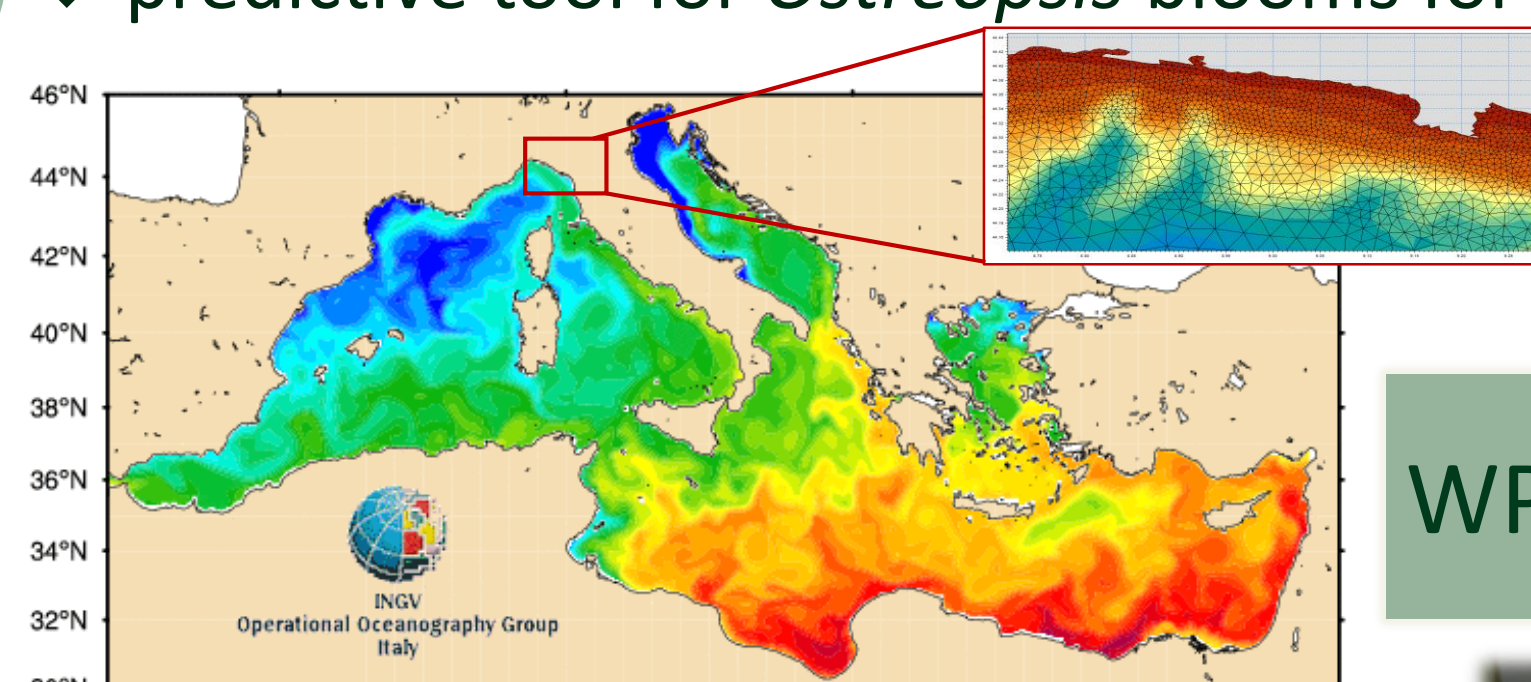 predictive tool for Ostreopsis blooms for
46°N
44°N
42°N
40°N
38°N
36°N
34°N
32°N
INGV
Operational Oceanography Group
Italy